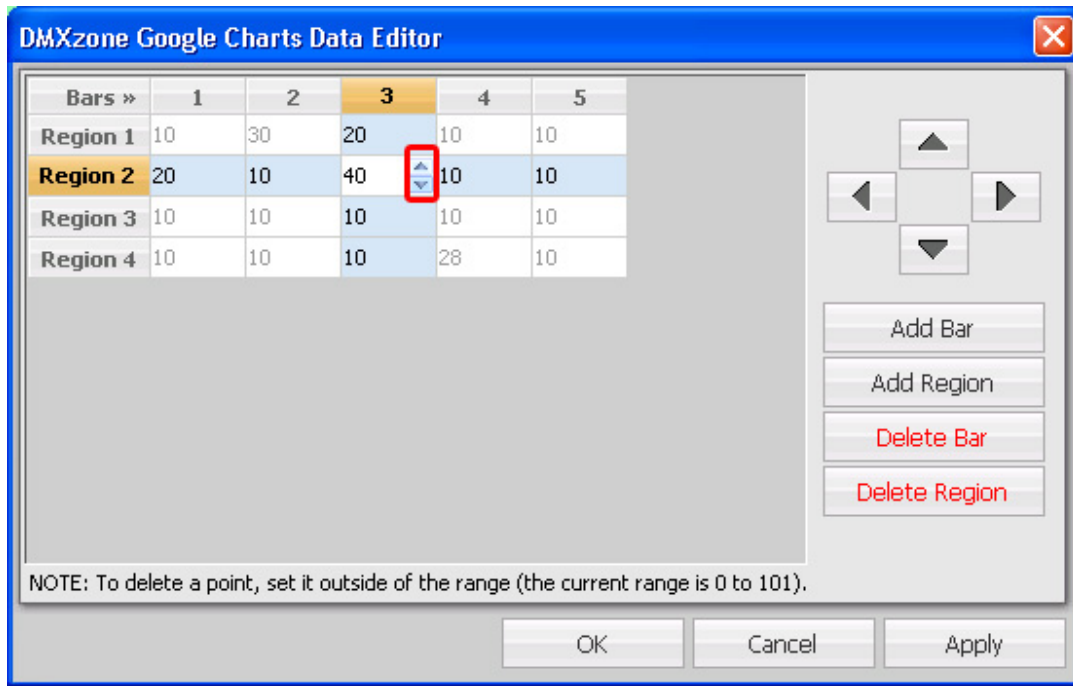 DMXzone Google Charts Data Editor
Bars » 1 2 3 4 5
Region 1 10 30 20 10 10
Region 2 20 10 40 10 10
Region 3 10 10 10 10 10
Region 4 10 10 10 28 10
Add Bar
Add Region
Delete Bar
Delete Region
NOTE: To delete a point, set it outside of the range (the current range is 0 to 101).
OK Cancel Apply